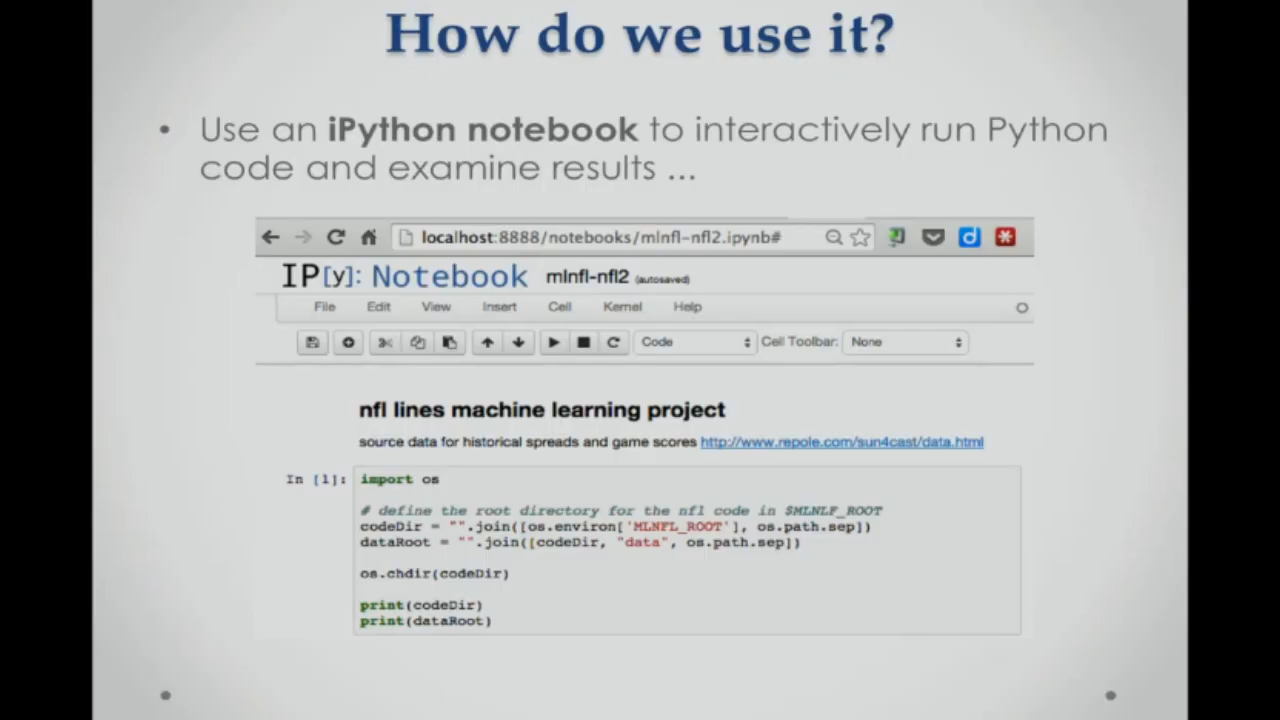 How do we use it?
• Use an iPython notebook to interactively run Python
code and examine results ...
localhost:8888/notebooks/mlnfl-nfl2.ipynb#
IP[y]: Notebook mlnfl-nfl2 (autosaved)
File Edit View Insert Cell Kernel Help
Code Cell Toolbar: None
nfl lines machine learning project
source data for historical spreads and game scores http://www.repole.com/sun4cast/data.html
In [1]: import os
# define the root directory for the nfl code in $MLNLF_ROOT
codeDir = "".join([os.environ['MLNFL_ROOT'], os.path.sep])
dataRoot = "".join([codeDir, "data", os.path.sep])
os.chdir(codeDir)
print(codeDir)
print(dataRoot)